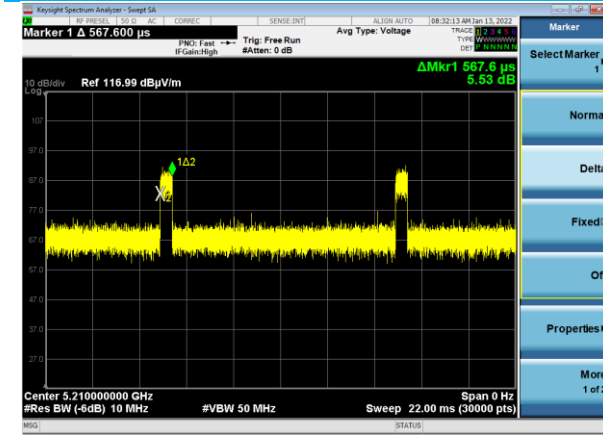 Keysight Spectrum Analyzer - Swept SA
RF PRESEL 50 Ω AC CORREC SENSE:INT ALIGN AUTO 08:32:13 AM Jan 13, 2022
Marker 1 Δ 567.600 µs
PNO: Fast
IFGain:High
Trig: Free Run
#Atten: 0 dB
Avg Type: Voltage
TRACE 1 2 3 4 5 6
TYPE WWWWWW
DET P N N N N N
ΔMkr1 567.6 µs
5.53 dB
10 dB/div Ref 116.99 dBµV/m
Log
107
97.0
87.0
77.0
67.0
57.0
47.0
37.0
27.0
1Δ2
X2
Center 5.210000000 GHz Span 0 Hz
#Res BW (-6dB) 10 MHz #VBW 50 MHz Sweep 22.00 ms (30000 pts)
MSG STATUS
Marker
Select Marker
1
Norma
Delta
Fixed
Of
Properties
More
1 of 2